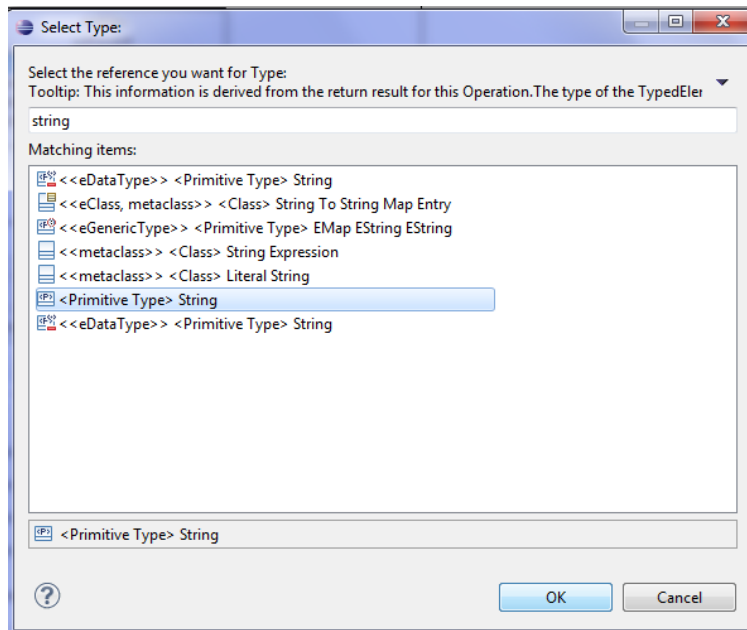 Select Type:
Select the reference you want for Type:
Tooltip: This information is derived from the return result for this Operation.The type of the TypedEler
string
Matching items:
<<eDataType>> <Primitive Type> String
<<eClass, metaclass>> <Class> String To String Map Entry
<<eGenericType>> <Primitive Type> EMap EString EString
<<metaclass>> <Class> String Expression
<<metaclass>> <Class> Literal String
<Primitive Type> String
<<eDataType>> <Primitive Type> String
<Primitive Type> String
OK
Cancel